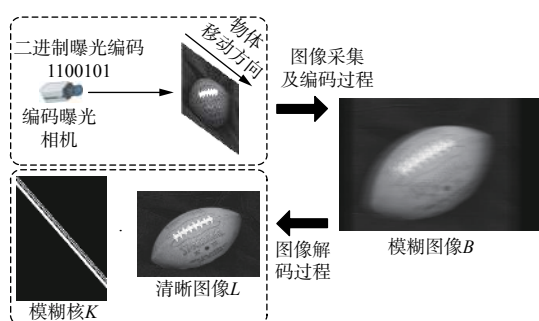 二进制曝光编码
1100101
编码曝光
相机
物体
移动方向
图像采集
及编码过程
模糊图像B
图像解
码过程
清晰图像L
模糊核K